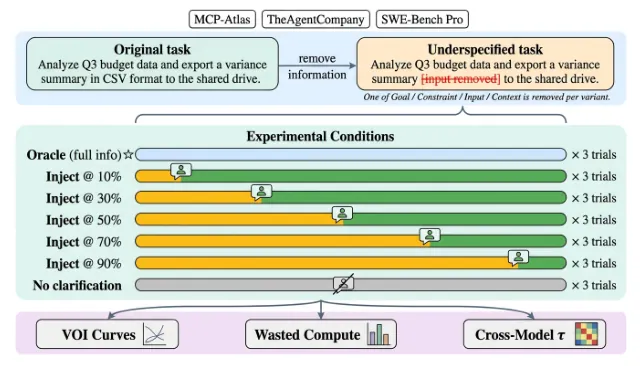 MCP-Atlas TheAgentCompany SWE-Bench Pro
Original task
Analyze Q3 budget data and export a variance
summary in CSV format to the shared drive.
remove
information
Underspecified task
Analyze Q3 budget data and export a variance
summary [input removed] to the shared drive.
One of Goal / Constraint / Input / Context is removed per variant.
Experimental Conditions
Oracle (full info)☆ × 3 trials
Inject @ 10% × 3 trials
Inject @ 30% × 3 trials
Inject @ 50% × 3 trials
Inject @ 70% × 3 trials
Inject @ 90% × 3 trials
No clarification × 3 trials
VOI Curves Wasted Compute Cross-Model τ